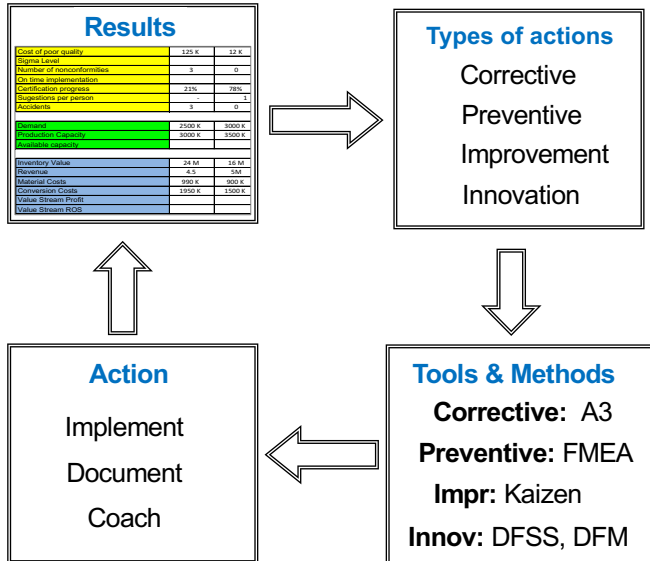 Results
Cost of poor quality 125 K 12 K
Sigma Level
Number of nonconformities 3 0
On time implementation
Certification progress 21% 78%
Sugestions per person - 1
Accidents 3 0
Demand 2500 K 3000 K
Production Capacity 3000 K 3500 K
Available capacity
Inventory Value 24 M 16 M
Revenue 4.5 5M
Material Costs 990 K 900 K
Conversion Costs 1950 K 1500 K
Value Stream Profit
Value Stream ROS
Types of actions
Corrective
Preventive
Improvement
Innovation
Tools & Methods
Corrective: A3
Preventive: FMEA
Impr: Kaizen
Innov: DFSS, DFM
Action
Implement
Document
Coach